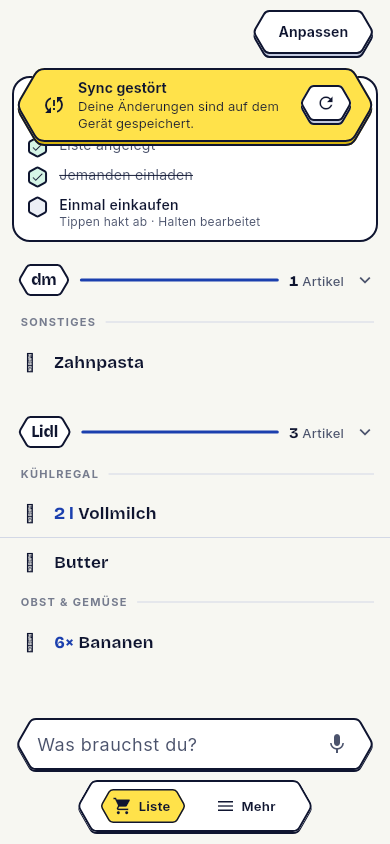 Anpassen
Sync gestört
Deine Änderungen sind auf dem
Gerät gespeichert.
Liste angelegt
Jemanden einladen
Einmal einkaufen
Tippen hakt ab · Halten bearbeitet
dm
1 Artikel
SONSTIGES
Zahnpasta
Lidl
3 Artikel
KÜHLREGAL
2 l Vollmilch
Butter
OBST & GEMÜSE
6× Bananen
Was brauchst du?
Liste
Mehr